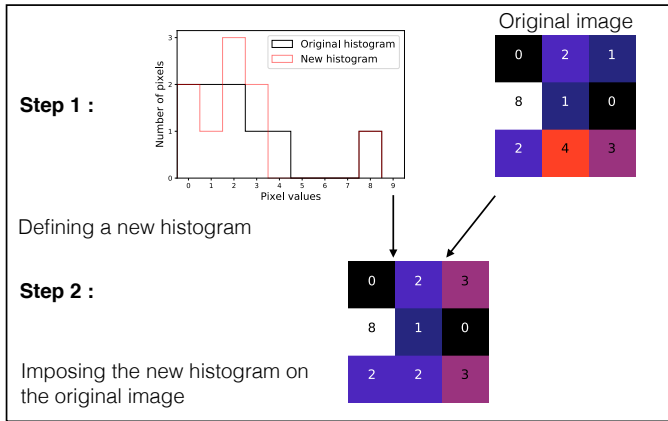 Original image
Original histogram
New histogram
Number of pixels
3
2
1
0
0 1 2 3 4 5 6 7 8 9
Pixel values
0 2 1
8 1 0
2 4 3
Step 1 :
Defining a new histogram
Step 2 :
0 2 3
8 1 0
2 2 3
Imposing the new histogram on
the original image